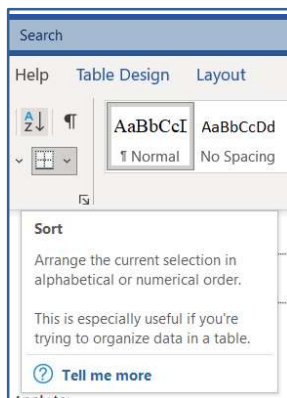 Search
Help Table Design Layout
AaBbCcI AaBbCcDd
¶ Normal No Spacing
Sort
Arrange the current selection in
alphabetical or numerical order.
This is especially useful if you're
trying to organize data in a table.
Tell me more